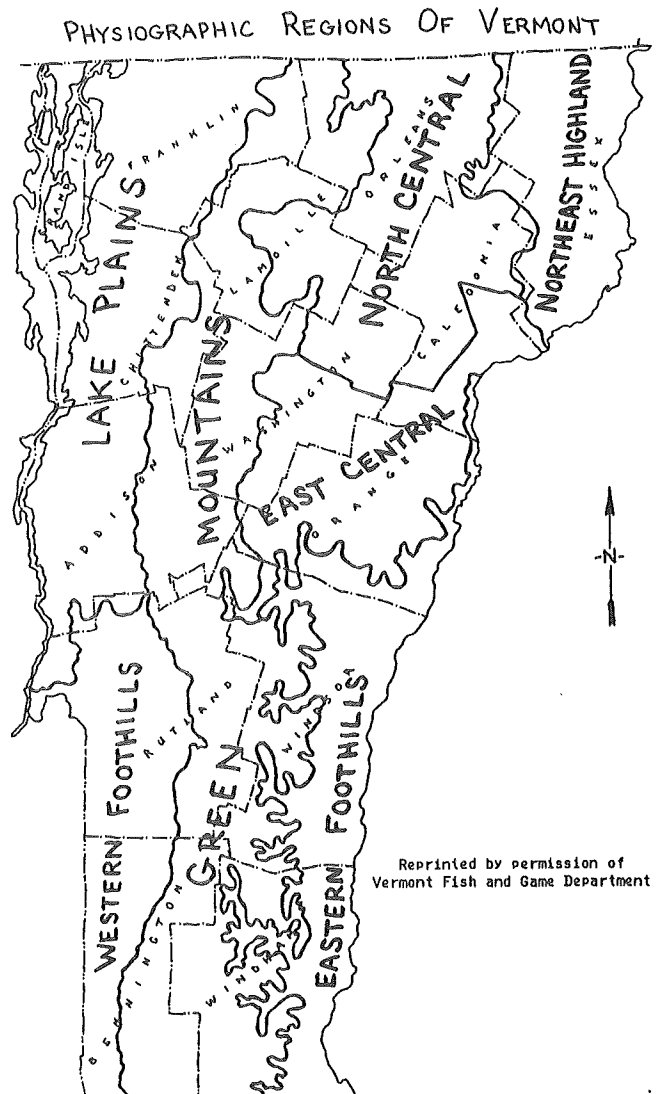 PHYSIOGRAPHIC REGIONS OF VERMONT
ISLE
FRANKLIN
ORLEANS
NORTH CENTRAL
NORTHEAST HIGHLAND
ESSEX
LAMOILLE
CALEDONIA
LAKE PLAINS
CHITTENDEN
GREEN MOUNTAINS
WASHINGTON
EAST CENTRAL
ORANGE
ADDISON
-N-
WESTERN FOOTHILLS
RUTLAND
WINDSOR
EASTERN FOOTHILLS
Reprinted by permission of
Vermont Fish and Game Department
BENNINGTON